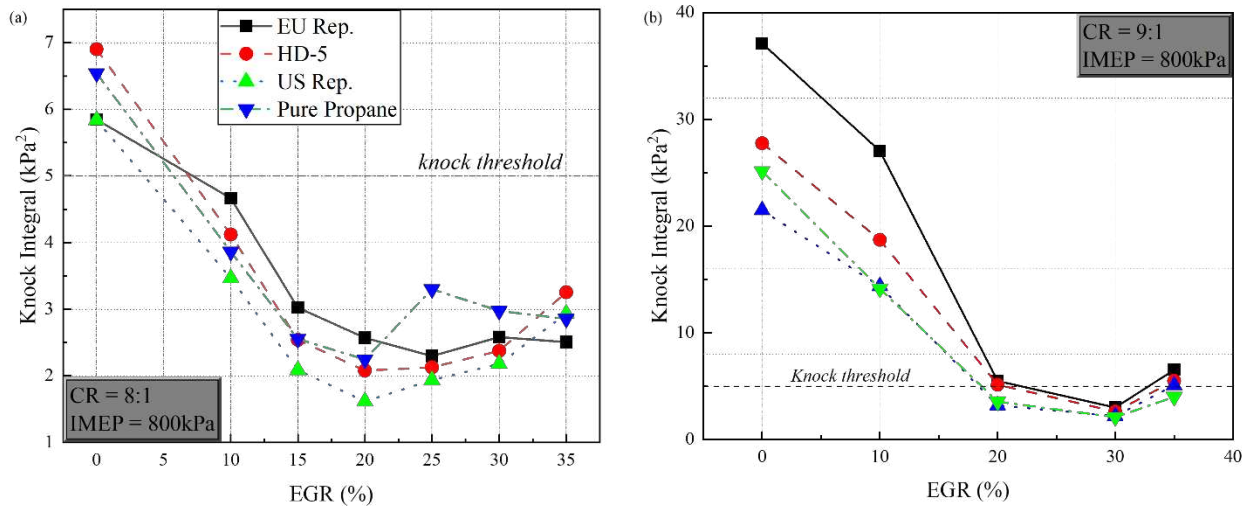 (a)
EU Rep.
HD-5
US Rep.
Pure Propane
7
6
5
4
3
2
1
Knock Integral (kPa²)
knock threshold
CR = 8:1
IMEP = 800kPa
0
5
10
15
20
25
30
35
EGR (%)
(b)
CR = 9:1
IMEP = 800kPa
40
30
20
10
0
Knock Integral (kPa²)
Knock threshold
0
10
20
30
40
EGR (%)